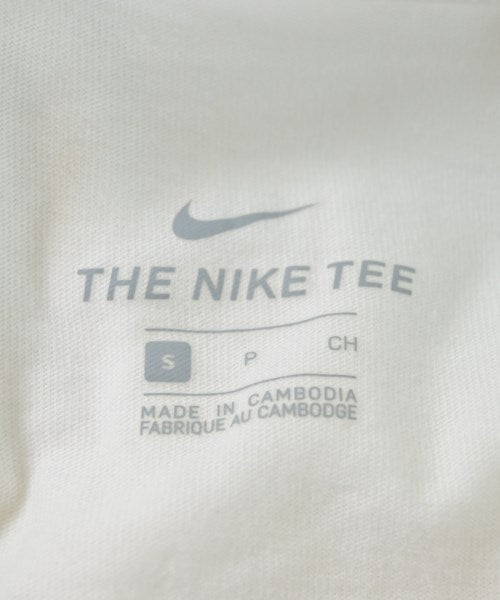 THE NIKE TEE
S P CH
MADE IN CAMBODIA
FABRIQUE AU CAMBODGE